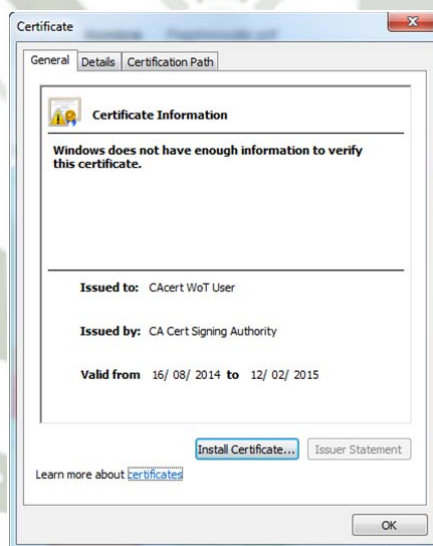 Certificate
General
Details
Certification Path
Certificate Information
Windows does not have enough information to verify
this certificate.
Issued to: CAcert WoT User
Issued by: CA Cert Signing Authority
Valid from 16/ 08/ 2014 to 12/ 02/ 2015
Install Certificate...
Issuer Statement
Learn more about certificates
OK